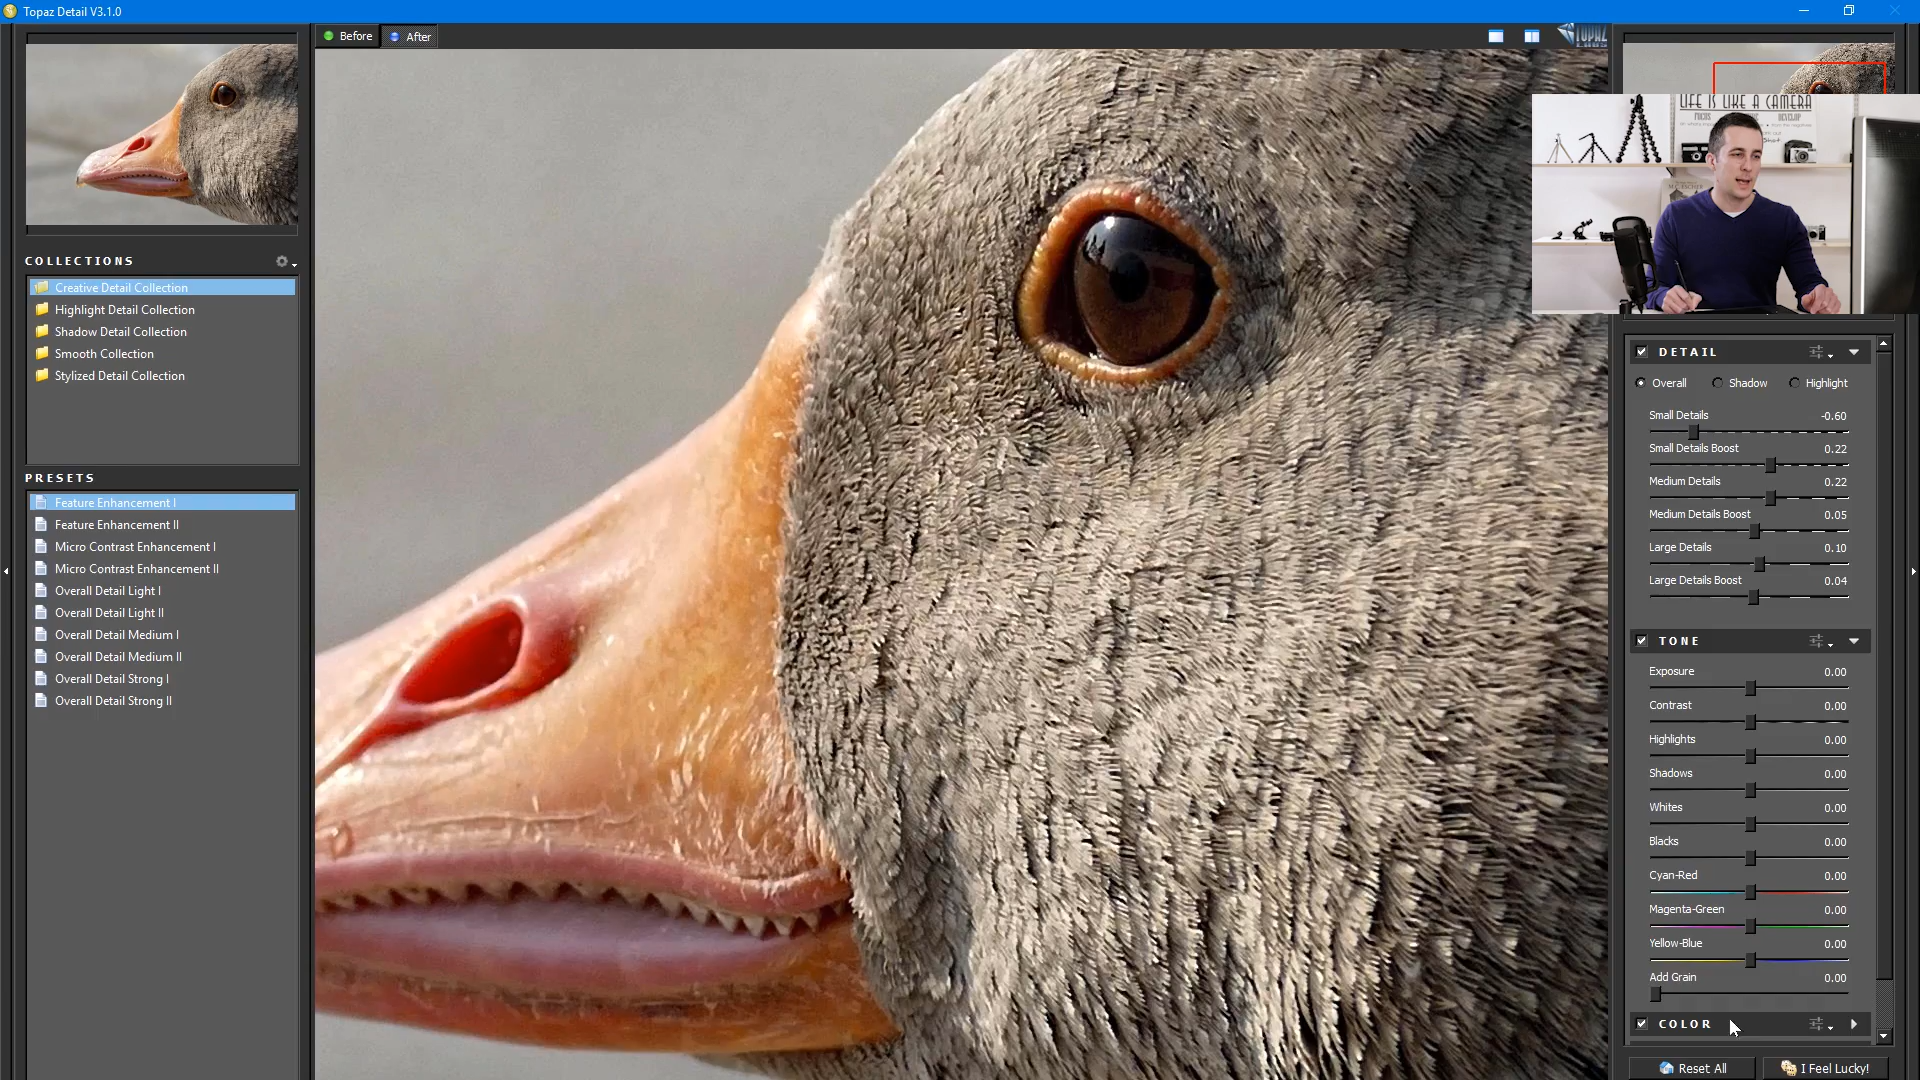 Topaz Detail V3.1.0
Before
After
TOPAZ
LIFE IS LIKE A CAMERA
FOCUS
DEVELOP
COLLECTIONS
Creative Detail Collection
Highlight Detail Collection
Shadow Detail Collection
Smooth Collection
Stylized Detail Collection
PRESETS
Feature Enhancement I
Feature Enhancement II
Micro Contrast Enhancement I
Micro Contrast Enhancement II
Overall Detail Light I
Overall Detail Light II
Overall Detail Medium I
Overall Detail Medium II
Overall Detail Strong I
Overall Detail Strong II
DETAIL
Overall
Shadow
Highlight
Small Details -0.60
Small Details Boost 0.22
Medium Details 0.22
Medium Details Boost 0.05
Large Details 0.10
Large Details Boost 0.04
TONE
Exposure 0.00
Contrast 0.00
Highlights 0.00
Shadows 0.00
Whites 0.00
Blacks 0.00
Cyan-Red 0.00
Magenta-Green 0.00
Yellow-Blue 0.00
Add Grain 0.00
COLOR
Reset All
I Feel Lucky!